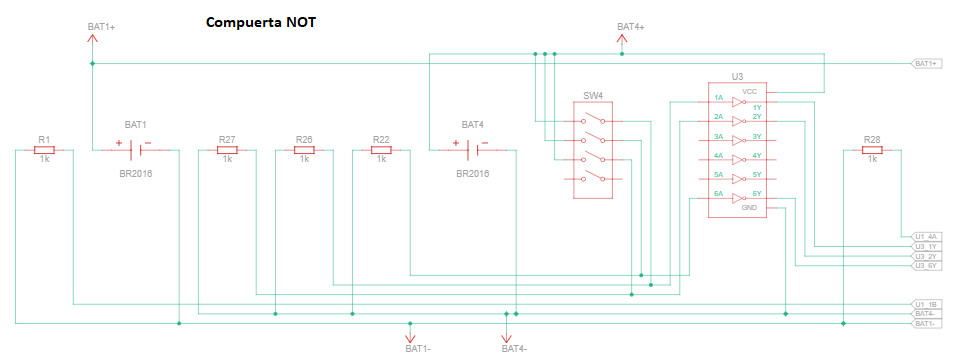 Compuerta NOT
BAT1+
BAT4+
BAT1+
U3
VCC
SW4
1A
1Y
2A
2Y
R1
BAT1
R27
R26
R22
BAT4
3A
3Y
R28
+
-
+
-
1k
1k
1k
1k
4A
4Y
1k
BR2016
BR2016
5A
5Y
6A
6Y
GND
U1_4A
U3_1Y
U3_2Y
U3_6Y
U1_1B
BAT4-
BAT1-
BAT1-
BAT4-